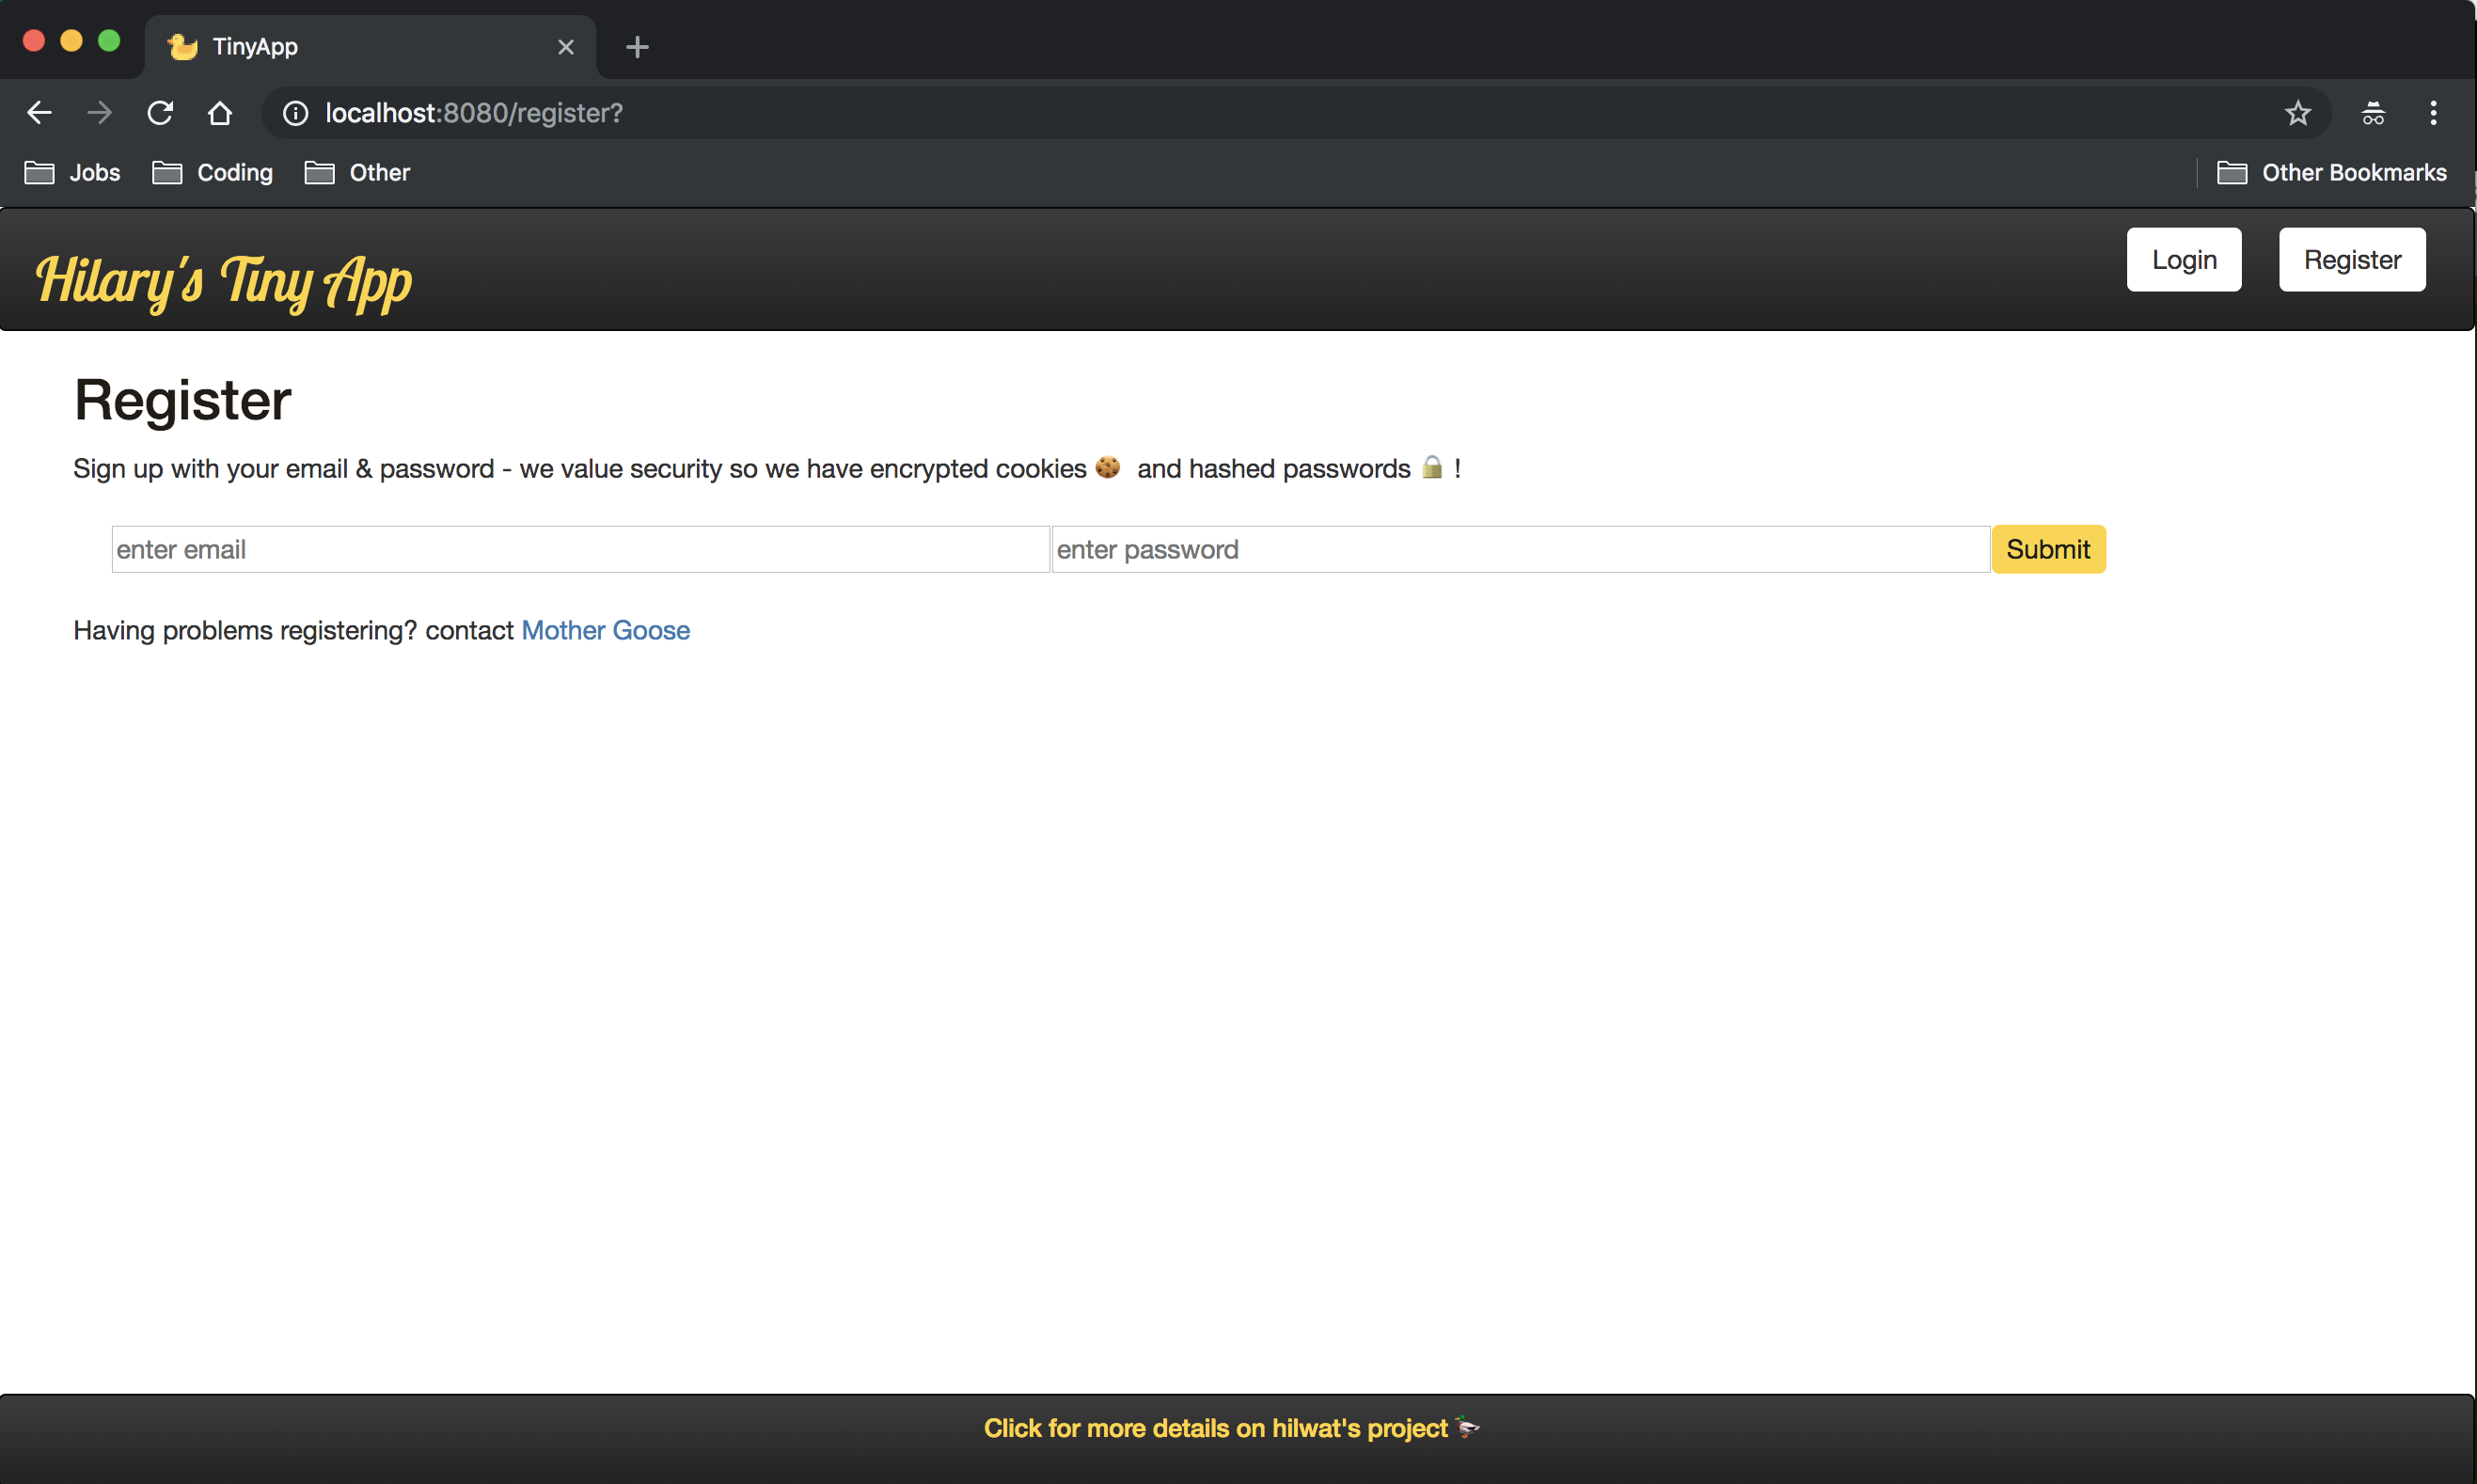 TinyApp
localhost:8080/register?
Jobs Coding Other Other Bookmarks
Hilary's Tiny App Login Register
Register
Sign up with your email & password - we value security so we have encrypted cookies 🍪 and hashed passwords 🔒 !
enter email enter password Submit
Having problems registering? contact Mother Goose
Click for more details on hilwat's project 🦆